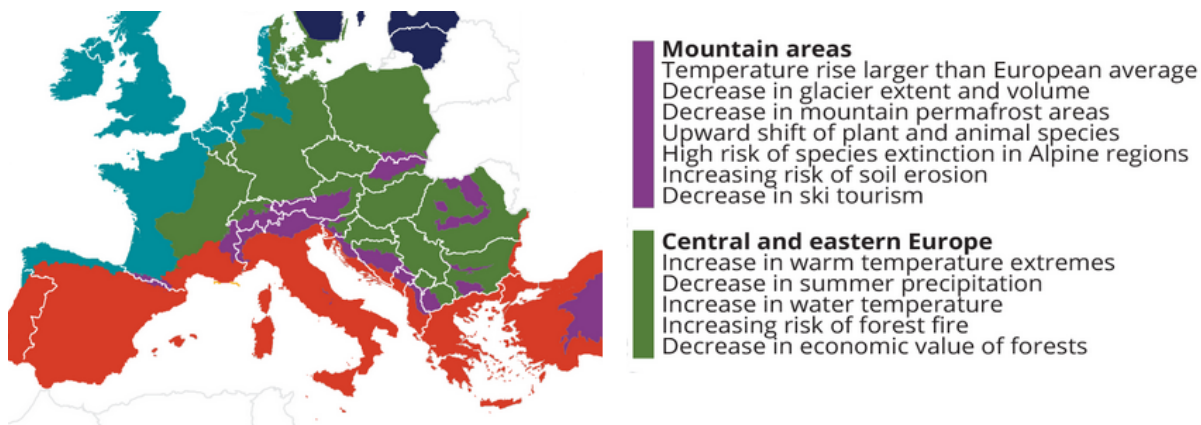 Mountain areas
Temperature rise larger than European average
Decrease in glacier extent and volume
Decrease in mountain permafrost areas
Upward shift of plant and animal species
High risk of species extinction in Alpine regions
Increasing risk of soil erosion
Decrease in ski tourism
Central and eastern Europe
Increase in warm temperature extremes
Decrease in summer precipitation
Increase in water temperature
Increasing risk of forest fire
Decrease in economic value of forests